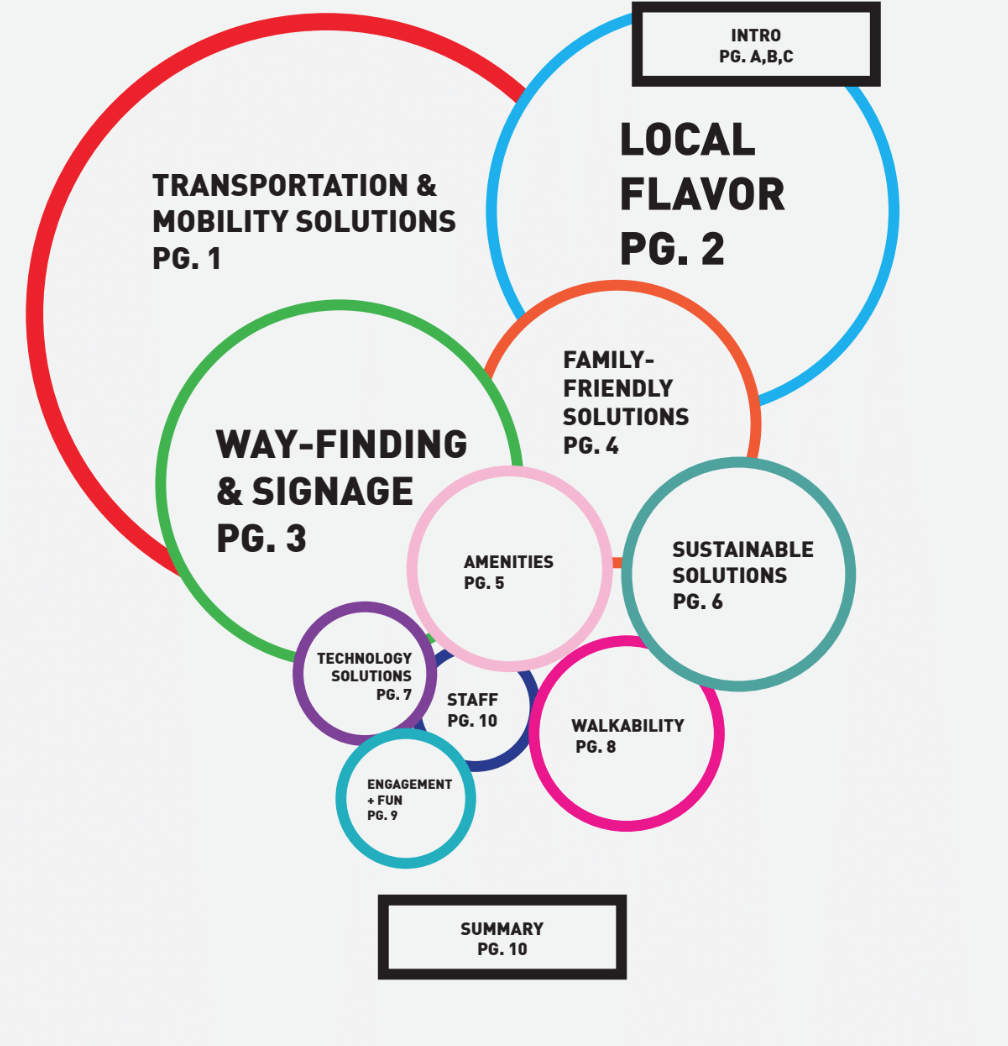 INTRO
PG. A,B,C
LOCAL
FLAVOR
PG. 2
TRANSPORTATION &
MOBILITY SOLUTIONS
PG. 1
FAMILY-
FRIENDLY
SOLUTIONS
PG. 4
WAY-FINDING
& SIGNAGE
PG. 3
AMENITIES
PG. 5
SUSTAINABLE
SOLUTIONS
PG. 6
TECHNOLOGY
SOLUTIONS
PG. 7
STAFF
PG. 10
WALKABILITY
PG. 8
ENGAGEMENT
+ FUN
PG. 9
SUMMARY
PG. 10